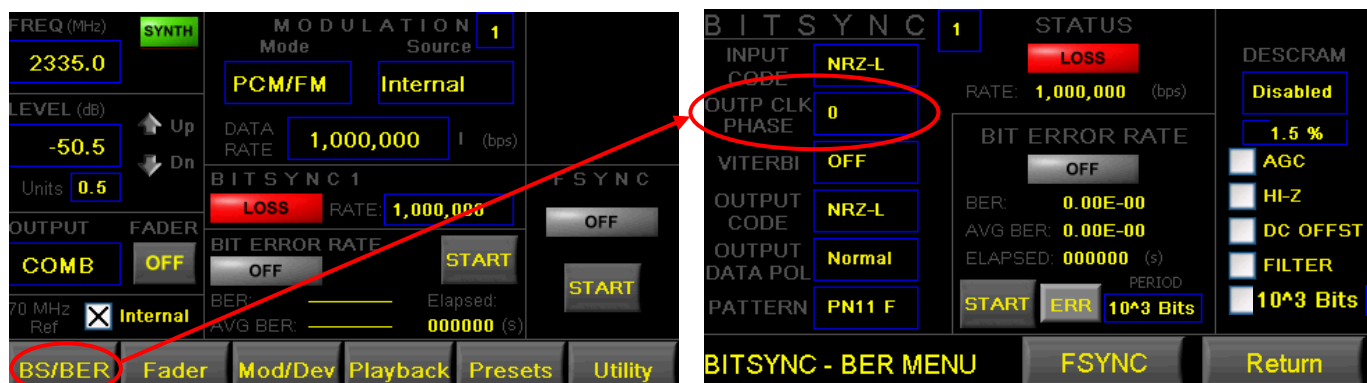 FREQ (MHz)
SYNTH
2335.0
LEVEL (dB)
-50.5
Up
Dn
Units 0.5
OUTPUT
FADER
COMB
OFF
70 MHz
Ref
Internal
MODULATION 1
Mode
Source
PCM/FM
Internal
DATA
RATE
1,000,000 I (bps)
BITSYNC 1
LOSS RATE: 1,000,000
BIT ERROR RATE
OFF
START
BER:
Elapsed:
AVG BER:
000000 (s)
FSYNC
OFF
START
BS/BER Fader Mod/Dev Playback Presets Utility
BITSYNC 1
INPUT
CODE
NRZ-L
OUTP CLK
PHASE
0
VITERBI
OFF
OUTPUT
CODE
NRZ-L
OUTPUT
DATA POL
Normal
PATTERN
PN11 F
STATUS
LOSS
RATE: 1,000,000 (bps)
BIT ERROR RATE
OFF
BER: 0.00E-00
AVG BER: 0.00E-00
ELAPSED: 000000 (s)
PERIOD
START ERR 10^3 Bits
DESCRAM
Disabled
1.5 %
AGC
HI-Z
DC OFFST
FILTER
10^3 Bits
BITSYNC - BER MENU FSYNC Return